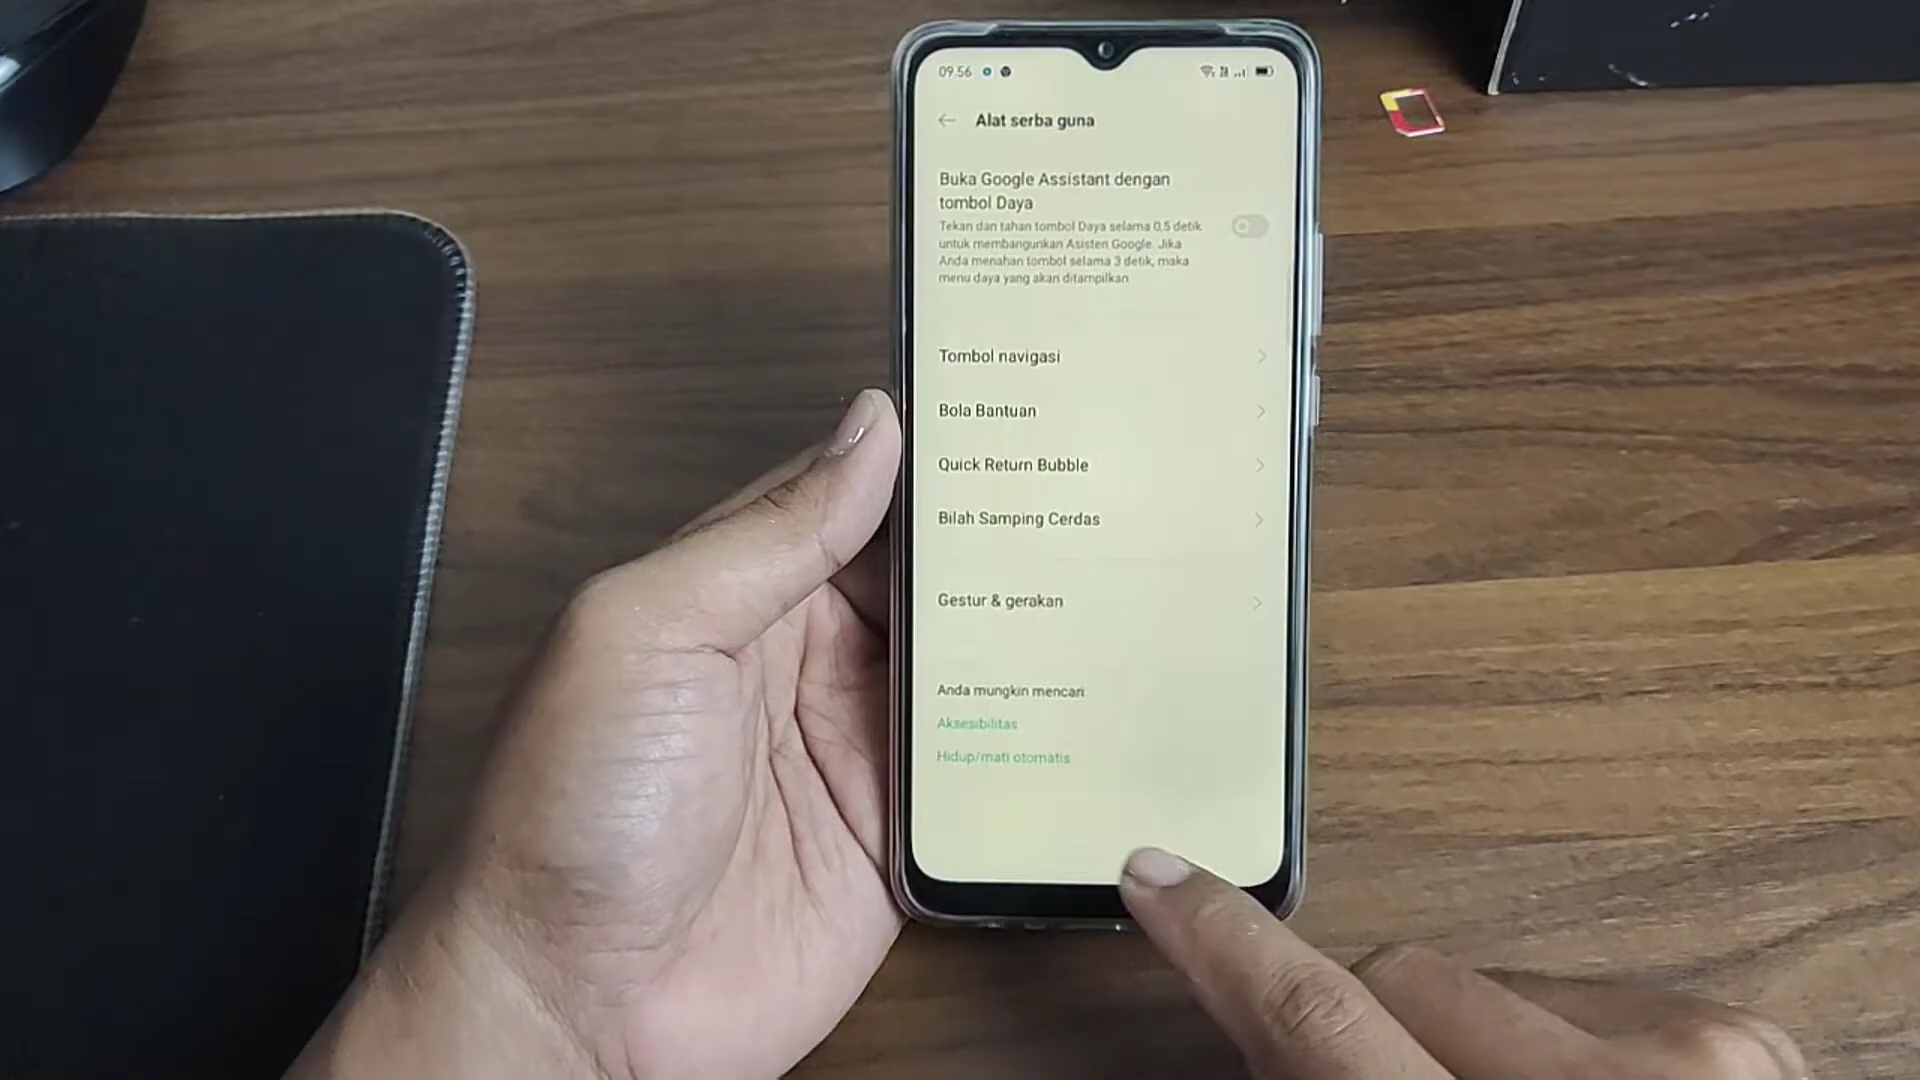 09.56
Alat serba guna
Buka Google Assistant dengan
tombol Daya
Tekan dan tahan tombol Daya selama 0,5 detik
untuk membangunkan Asisten Google. Jika
Anda menahan tombol selama 3 detik, maka
menu daya yang akan ditampilkan
Tombol navigasi
Bola Bantuan
Quick Return Bubble
Bilah Samping Cerdas
Gestur & gerakan
Anda mungkin mencari
Aksesibilitas
Hidup/mati otomatis